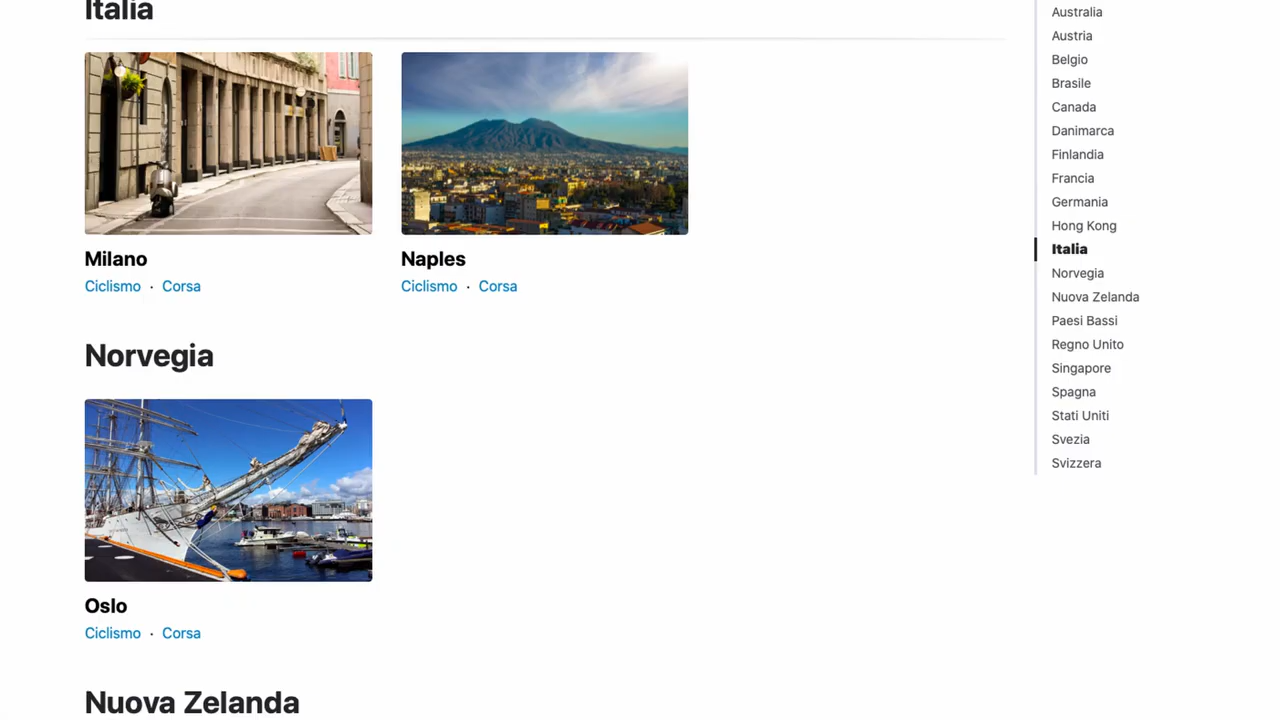 Italia
Milano
Ciclismo · Corsa
Naples
Ciclismo · Corsa
Norvegia
Oslo
Ciclismo · Corsa
Nuova Zelanda
Australia
Austria
Belgio
Brasile
Canada
Danimarca
Finlandia
Francia
Germania
Hong Kong
Italia
Norvegia
Nuova Zelanda
Paesi Bassi
Regno Unito
Singapore
Spagna
Stati Uniti
Svezia
Svizzera